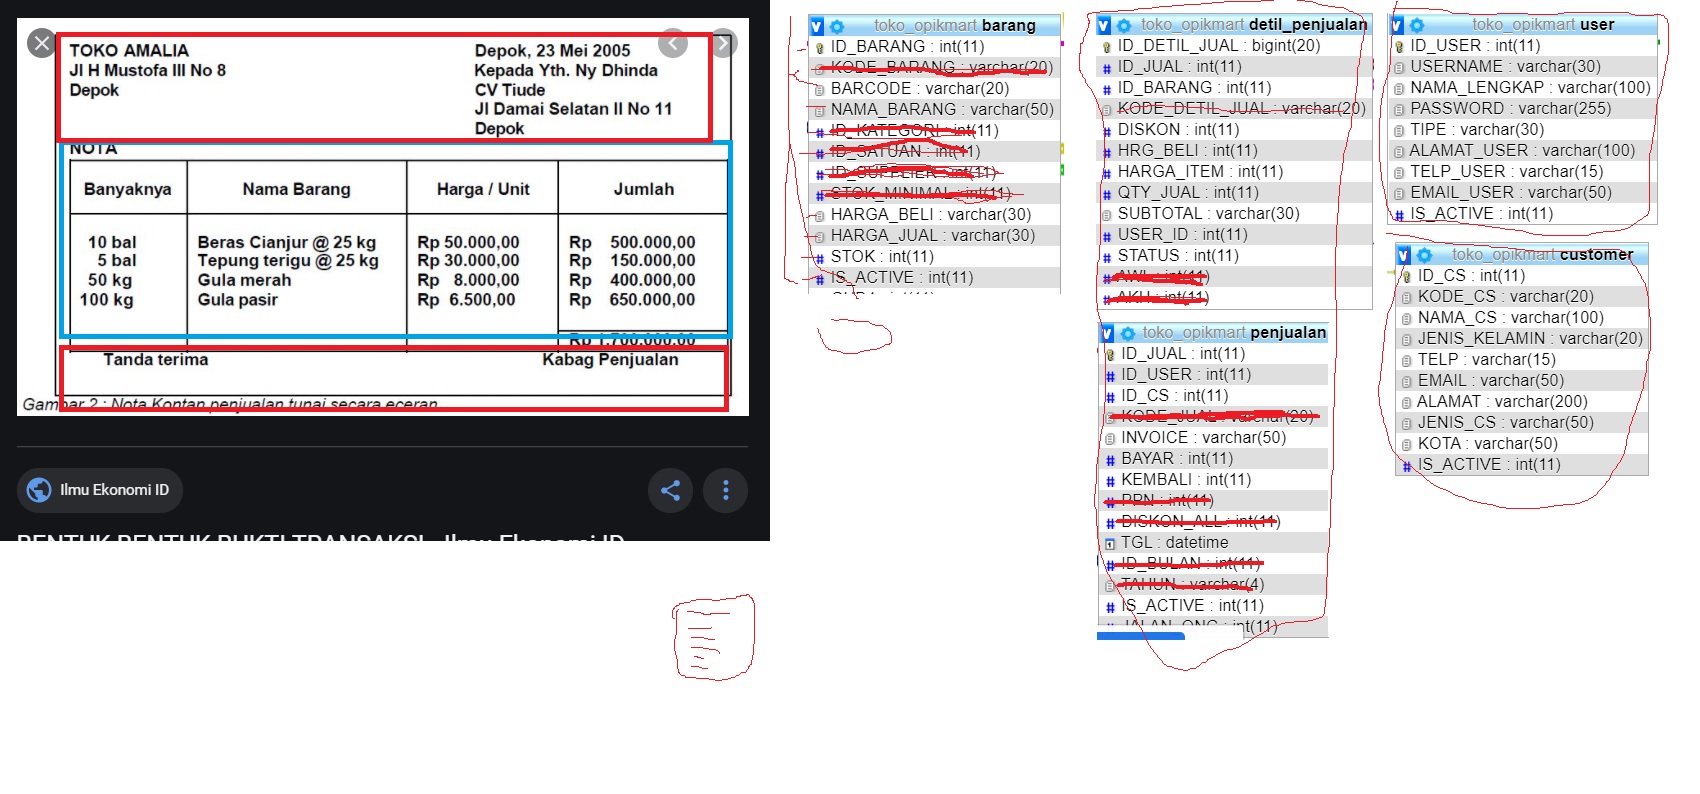 TOKO AMALIA
Jl H Mustofa III No 8
Depok
Depok, 23 Mei 2005
Kepada Yth. Ny Dhinda
CV Tiude
Jl Damai Selatan II No 11
Depok
NOTA
Banyaknya Nama Barang Harga / Unit Jumlah
10 bal Beras Cianjur @ 25 kg Rp 50.000,00 Rp 500.000,00
5 bal Tepung terigu @ 25 kg Rp 30.000,00 Rp 150.000,00
50 kg Gula merah Rp 8.000,00 Rp 400.000,00
100 kg Gula pasir Rp 6.500,00 Rp 650.000,00
Rp 1.700.000,00
Tanda terima Kabag Penjualan
Gambar 2 : Nota Kontan penjualan tunai secara eceran
Ilmu Ekonomi ID
BENTUK BENTUK BUKTI TRANSAKSI - Ilmu Ekonomi ID
toko_opikmart barang
ID_BARANG : int(11)
KODE_BARANG : varchar(20)
BARCODE : varchar(20)
NAMA_BARANG : varchar(50)
ID_KATEGORI : int(11)
ID_SATUAN : int(11)
ID_SUPPLIER : int(11)
STOK_MINIMAL : int(11)
HARGA_BELI : varchar(30)
HARGA_JUAL : varchar(30)
STOK : int(11)
IS_ACTIVE : int(11)
toko_opikmart detil_penjualan
ID_DETIL_JUAL : bigint(20)
ID_JUAL : int(11)
ID_BARANG : int(11)
KODE_DETIL_JUAL : varchar(20)
DISKON : int(11)
HRG_BELI : int(11)
HARGA_ITEM : int(11)
QTY_JUAL : int(11)
SUBTOTAL : varchar(30)
USER_ID : int(11)
STATUS : int(11)
AWL : int(11)
AKH : int(11)
toko_opikmart penjualan
ID_JUAL : int(11)
ID_USER : int(11)
ID_CS : int(11)
KODE_JUAL : varchar(20)
INVOICE : varchar(50)
BAYAR : int(11)
KEMBALI : int(11)
PPN : int(11)
DISKON_ALL : int(11)
TGL : datetime
ID_BULAN : int(11)
TAHUN : varchar(4)
IS_ACTIVE : int(11)
JALAN_ONG : int(11)
toko_opikmart user
ID_USER : int(11)
USERNAME : varchar(30)
NAMA_LENGKAP : varchar(100)
PASSWORD : varchar(255)
TIPE : varchar(30)
ALAMAT_USER : varchar(100)
TELP_USER : varchar(15)
EMAIL_USER : varchar(50)
IS_ACTIVE : int(11)
toko_opikmart customer
ID_CS : int(11)
KODE_CS : varchar(20)
NAMA_CS : varchar(100)
JENIS_KELAMIN : varchar(20)
TELP : varchar(15)
EMAIL : varchar(50)
ALAMAT : varchar(200)
JENIS_CS : varchar(50)
KOTA : varchar(50)
IS_ACTIVE : int(11)